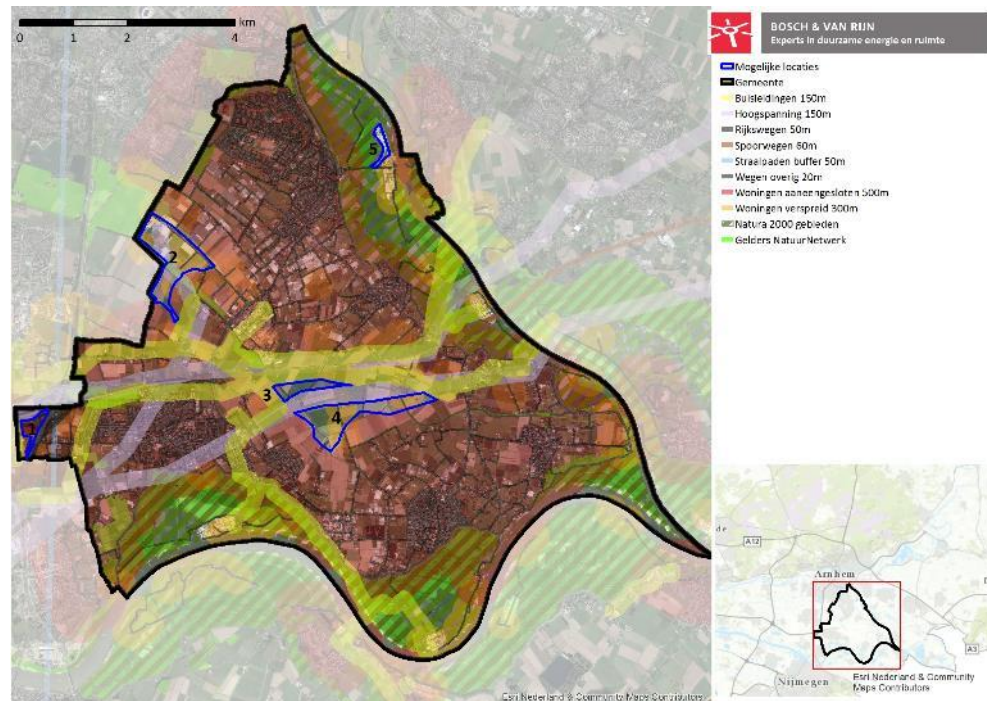 km
0 1 2 4
BOSCH & VAN RIJN
Experts in duurzame energie en ruimte
Mogelijke locaties
Gemeente
Buisleidingen 150m
Hoogspanning 150m
Rijkswegen 50m
Spoorwegen 60m
Straalpaden buffer 50m
Wegen overig 20m
Woningen aaneengesloten 500m
Woningen verspreid 300m
Natura 2000 gebieden
Gelders NatuurNetwerk
5
2
3
4
1
de
A12
Arnhem
A3
Nijmegen
Esri Nederland & Community
Maps Contributors
Esri Nederland & Community Maps Contributors